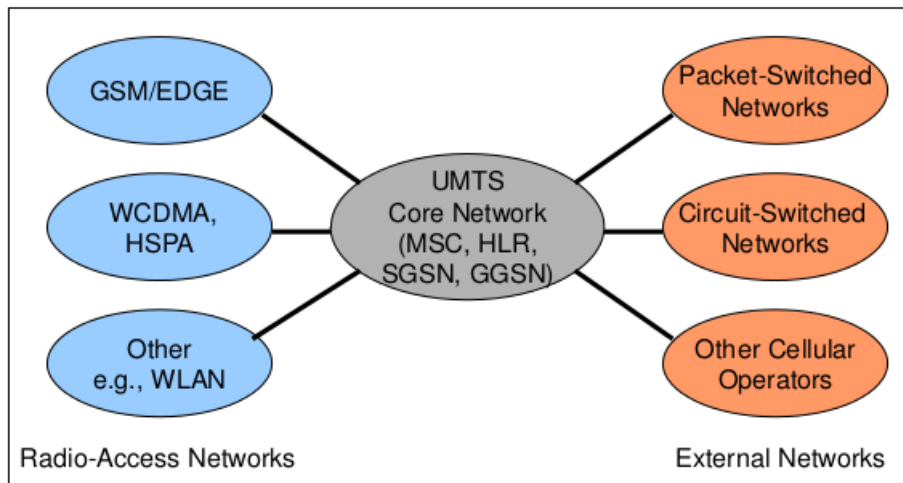 GSM/EDGE
WCDMA,
HSPA
Other
e.g., WLAN
Radio-Access Networks
UMTS
Core Network
(MSC, HLR,
SGSN, GGSN)
Packet-Switched
Networks
Circuit-Switched
Networks
Other Cellular
Operators
External Networks